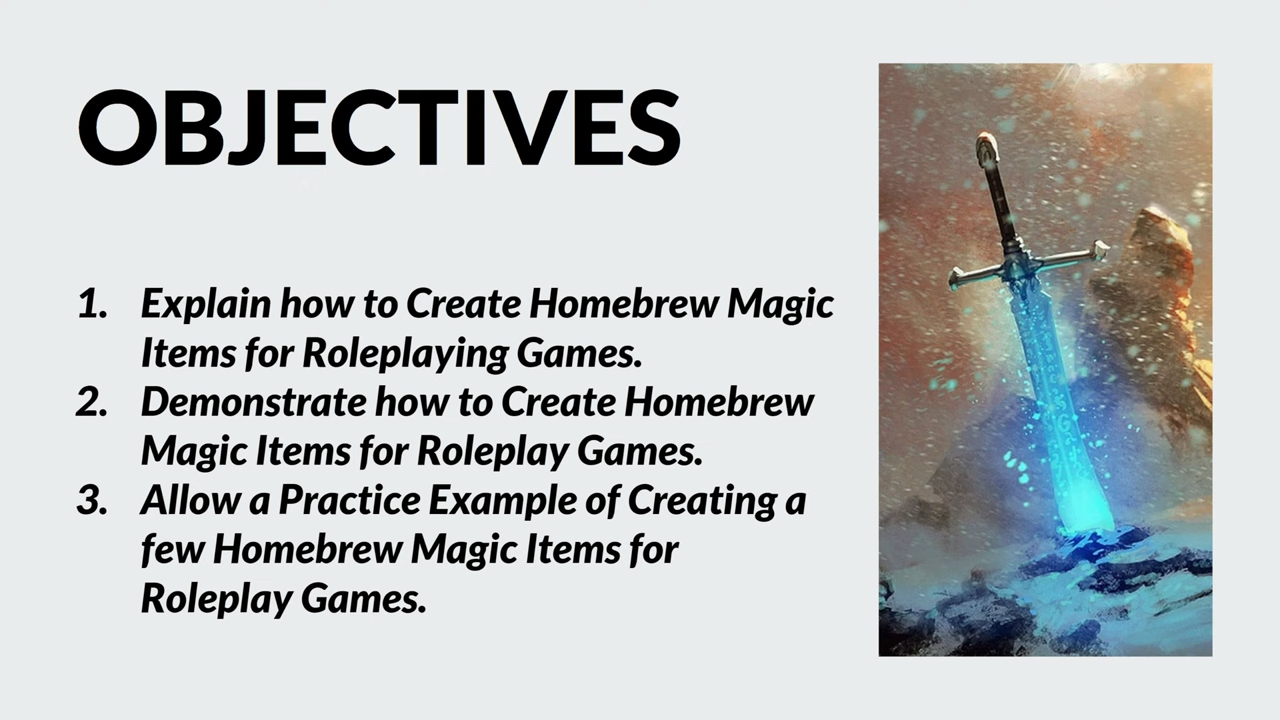 OBJECTIVES
1. Explain how to Create Homebrew Magic
Items for Roleplaying Games.
2. Demonstrate how to Create Homebrew
Magic Items for Roleplay Games.
3. Allow a Practice Example of Creating a
few Homebrew Magic Items for
Roleplay Games.